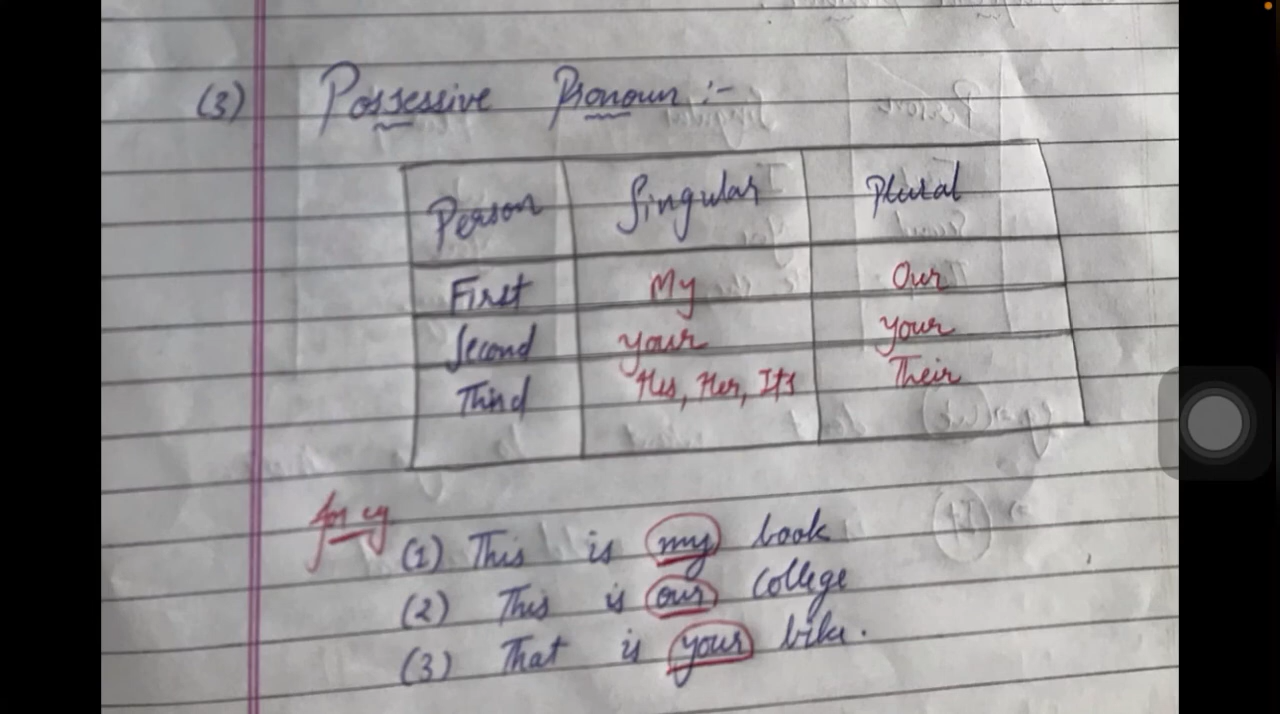 (3) Possessive Pronoun :-
Person Singular Plural
First My Our
Second your your
Third His, Her, Its Their
for eg
(1) This is my book
(2) This is our college
(3) That is your bike.